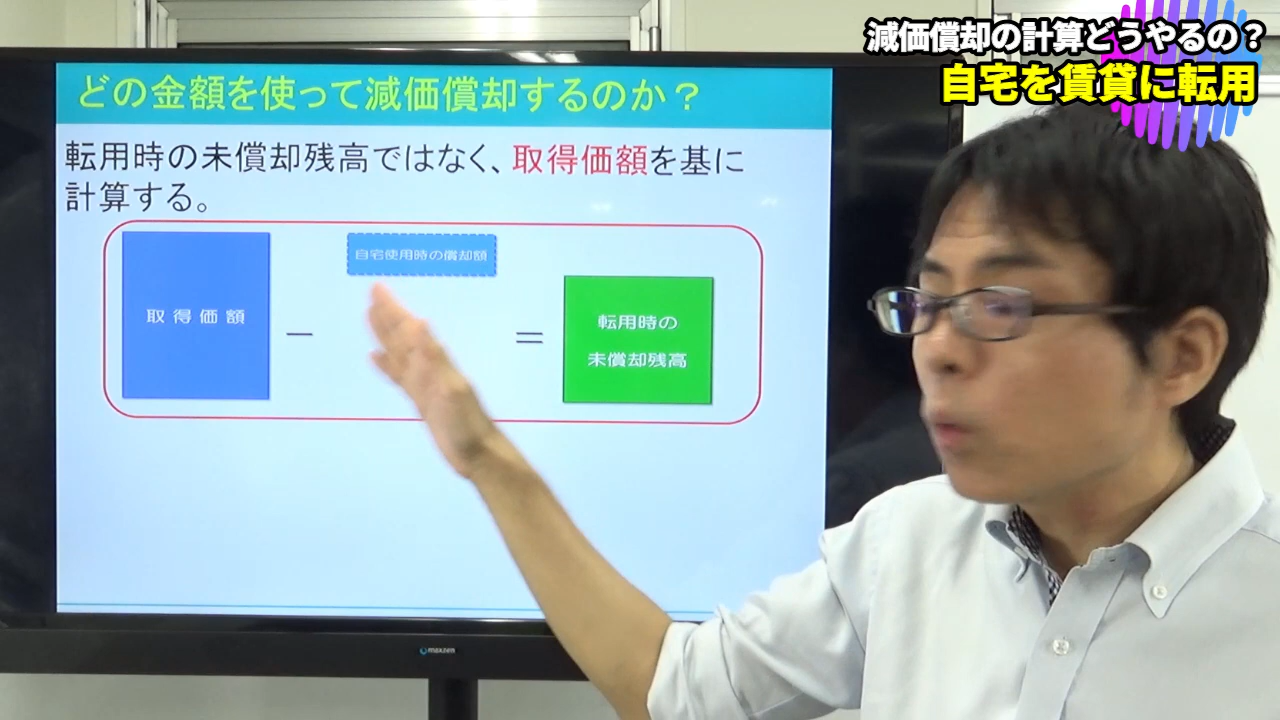 減価償却の計算どうやるの？
自宅を賃貸に転用
どの金額を使って減価償却するのか？
転用時の未償却残高ではなく、取得価額を基に
計算する。
取得価額
－
自宅使用時の償却額
＝
転用時の
未償却残高
maxzen